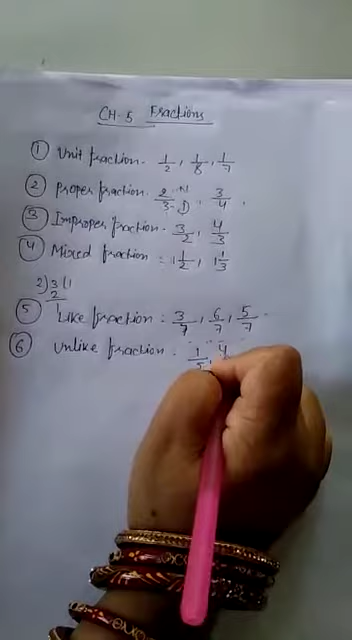 CH-5 Fractions
① Unit fraction - 1/2, 1/8, 1/7
② Proper fraction - 2/3 -N -D, 3/4,
③ Improper fraction - 3/2, 4/3
④ Mixed fraction = 1 1/2, 1 1/3
2)3(1
2
1
⑤ Like fraction = 3/7, 6/7, 5/7
⑥ Unlike fraction = 1/5, 4